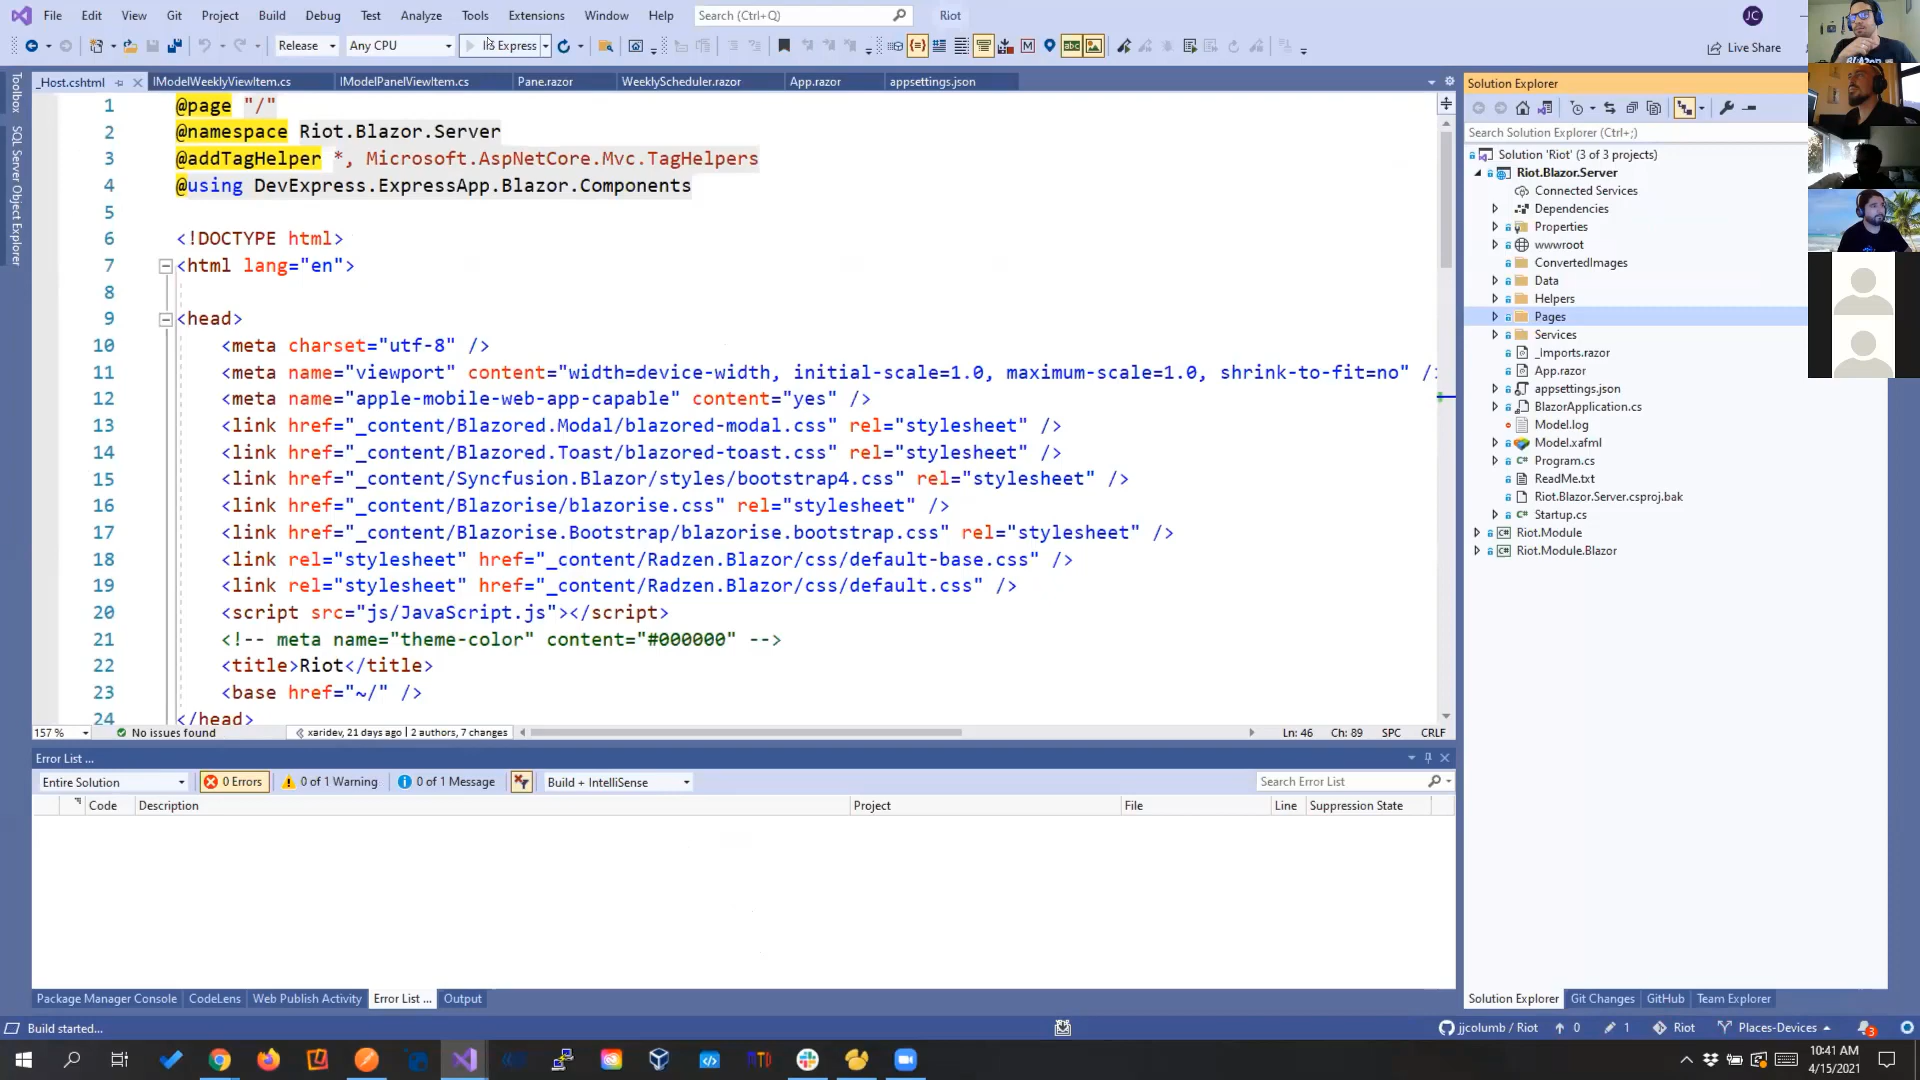 File Edit View Git Project Build Debug Test Analyze Tools Extensions Window Help Search (Ctrl+Q) Riot JC
Release Any CPU IIS Express Live Share
_Host.cshtml IModelWeeklyViewItem.cs IModelPanelViewItem.cs Pane.razor WeeklyScheduler.razor App.razor appsettings.json
Toolbox
SQL Server Object Explorer
1 @page "/"
2 @namespace Riot.Blazor.Server
3 @addTagHelper *, Microsoft.AspNetCore.Mvc.TagHelpers
4 @using DevExpress.ExpressApp.Blazor.Components
5
6 <!DOCTYPE html>
7 <html lang="en">
8
9 <head>
10 <meta charset="utf-8" />
11 <meta name="viewport" content="width=device-width, initial-scale=1.0, maximum-scale=1.0, shrink-to-fit=no" /
12 <meta name="apple-mobile-web-app-capable" content="yes" />
13 <link href="_content/Blazored.Modal/blazored-modal.css" rel="stylesheet" />
14 <link href="_content/Blazored.Toast/blazored-toast.css" rel="stylesheet" />
15 <link href="_content/Syncfusion.Blazor/styles/bootstrap4.css" rel="stylesheet" />
16 <link href="_content/Blazorise/blazorise.css" rel="stylesheet" />
17 <link href="_content/Blazorise.Bootstrap/blazorise.bootstrap.css" rel="stylesheet" />
18 <link rel="stylesheet" href="_content/Radzen.Blazor/css/default-base.css" />
19 <link rel="stylesheet" href="_content/Radzen.Blazor/css/default.css" />
20 <script src="js/JavaScript.js"></script>
21 <!-- meta name="theme-color" content="#000000" -->
22 <title>Riot</title>
23 <base href="~/" />
24 </head>
157 % No issues found xaridev, 21 days ago | 2 authors, 7 changes Ln: 46 Ch: 89 SPC CRLF
Error List ...
Entire Solution 0 Errors 0 of 1 Warning 0 of 1 Message Build + IntelliSense Search Error List
Code Description Project File Line Suppression State
Package Manager Console CodeLens Web Publish Activity Error List ... Output
Solution Explorer
Search Solution Explorer (Ctrl+;)
Solution 'Riot' (3 of 3 projects)
Riot.Blazor.Server
Connected Services
Dependencies
Properties
wwwroot
ConvertedImages
Data
Helpers
Pages
Services
_Imports.razor
App.razor
appsettings.json
BlazorApplication.cs
Model.log
Model.xafml
Program.cs
ReadMe.txt
Riot.Blazor.Server.csproj.bak
Startup.cs
Riot.Module
Riot.Module.Blazor
Solution Explorer Git Changes GitHub Team Explorer
Build started... jjcolumb / Riot 0 1 Riot Places-Devices 3
10:41 AM
4/15/2021